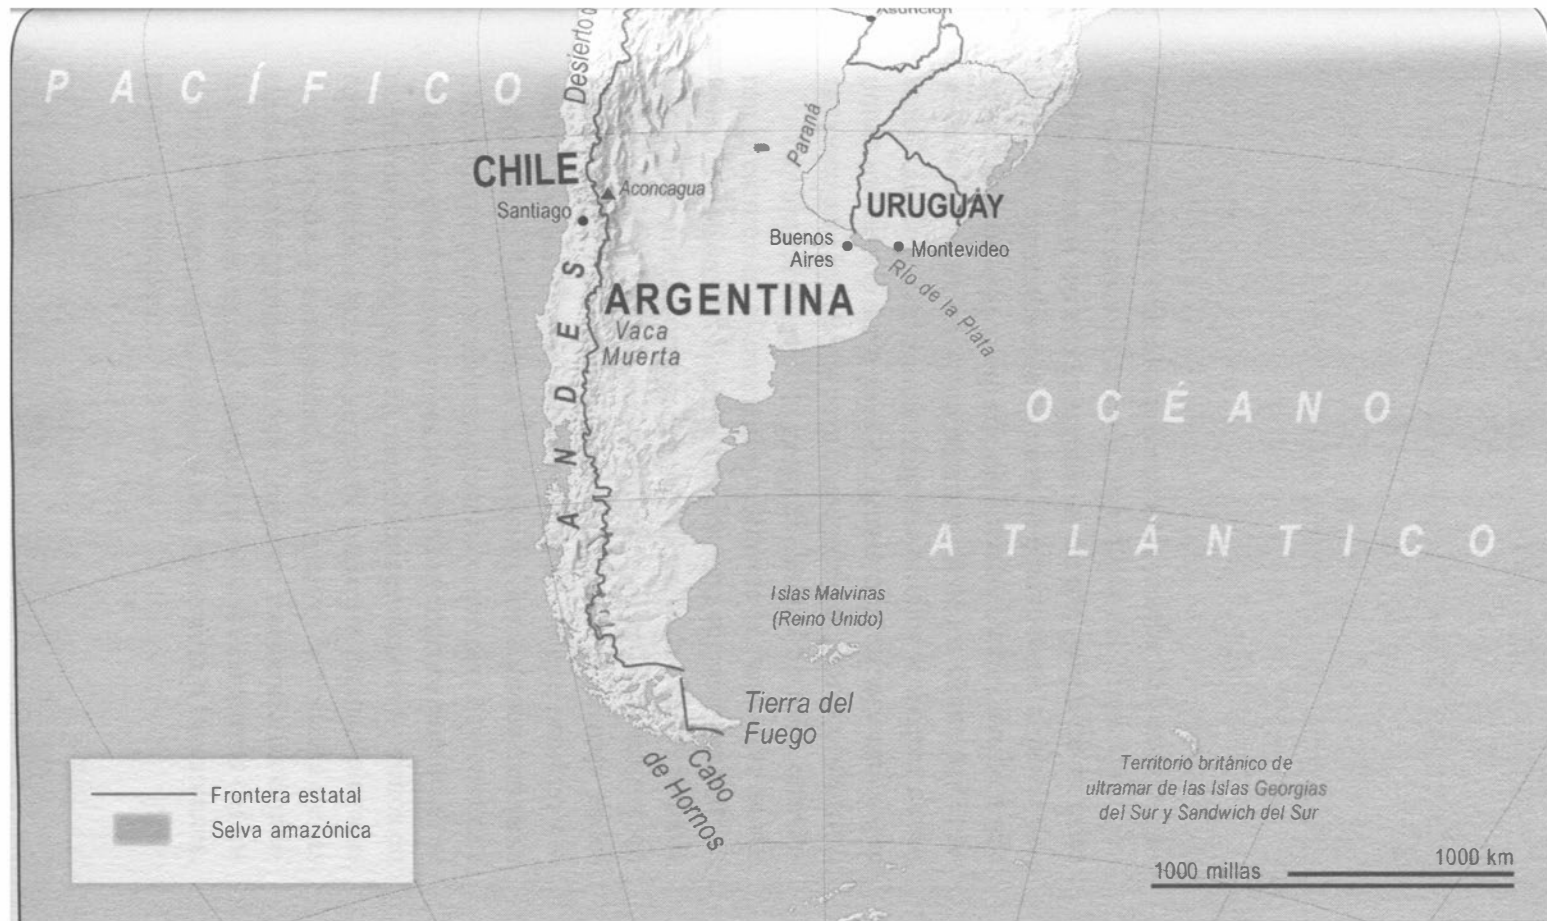 Asunción
Desierto d
PACÍFICO
Paraná
CHILE
Aconcagua
Santiago
URUGUAY
Buenos
Aires
Montevideo
Río de la Plata
ANDES
ARGENTINA
Vaca
Muerta
OCÉANO
ATLÁNTICO
Islas Malvinas
(Reino Unido)
Tierra del
Fuego
Cabo
de Hornos
Territorio británico de
ultramar de las Islas Georgias
del Sur y Sandwich del Sur
Frontera estatal
Selva amazónica
1000 km
1000 millas